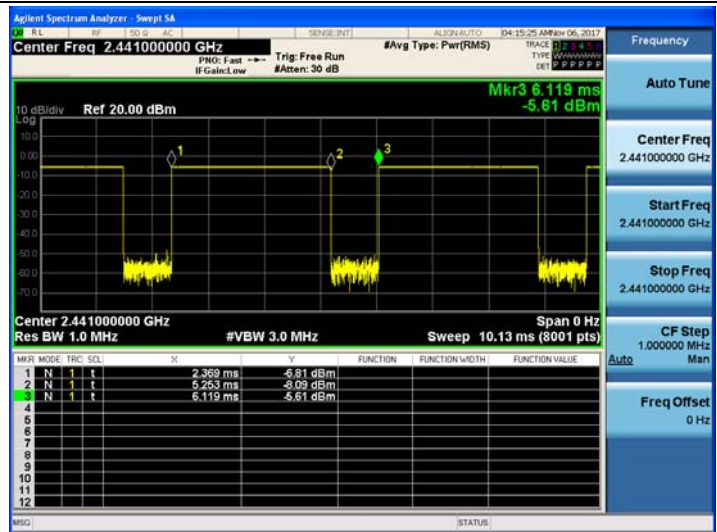 Agilent Spectrum Analyzer - Swept SA
RL RF 50 Ω AC SENSE:INT ALIGN AUTO 04:15:25 AM Nov 06, 2017
Center Freq 2.441000000 GHz #Avg Type: Pwr(RMS) TRACE 1 2 3 4 5 6
PNO: Fast Trig: Free Run TYPE
IFGain:Low #Atten: 30 dB DET P P P P P P
Mkr3 6.119 ms
-5.61 dBm
10 dB/div Ref 20.00 dBm
Log
10.0
0.00
-10.0
-20.0
-30.0
-40.0
-50.0
-60.0
-70.0
1
2
3
Center 2.441000000 GHz Span 0 Hz
Res BW 1.0 MHz #VBW 3.0 MHz Sweep 10.13 ms (8001 pts)
MKR MODE TRC SCL X Y FUNCTION FUNCTION WIDTH FUNCTION VALUE
1 N 1 t 2.369 ms -6.81 dBm
2 N 1 t 5.253 ms -8.09 dBm
3 N 1 t 6.119 ms -5.61 dBm
4
5
6
7
8
9
10
11
12
MSG STATUS
Frequency
Auto Tune
Center Freq
2.441000000 GHz
Start Freq
2.441000000 GHz
Stop Freq
2.441000000 GHz
CF Step
1.000000 MHz
Auto Man
Freq Offset
0 Hz